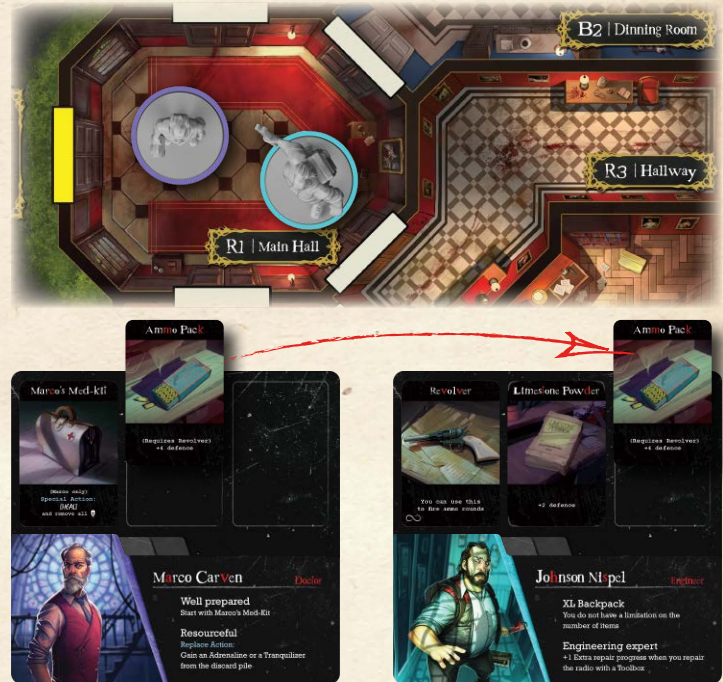 B2 | Dinning Room
R3 | Hallway
R1 | Main Hall
Ammo Pack
(Requires Revolver)
+4 defence
Marco's Med-kit
(Marco only)
Special Action:
(HEAL)
and remove all
Marco Carven
Doctor
Well prepared
Start with Marco's Med-Kit
Resourceful
Replace Action:
Gain an Adrenaline or a Tranquilizer
from the discard pile
Ammo Pack
(Requires Revolver)
+4 defence
Revolver
You can use this
to fire ammo rounds
∞
Limestone Powder
+2 defence
Johnson Nispel
Engineer
XL Backpack
You do not have a limitation on the
number of items
Engineering expert
+1 Extra repair progress when you repair
the radio with a Toolbox